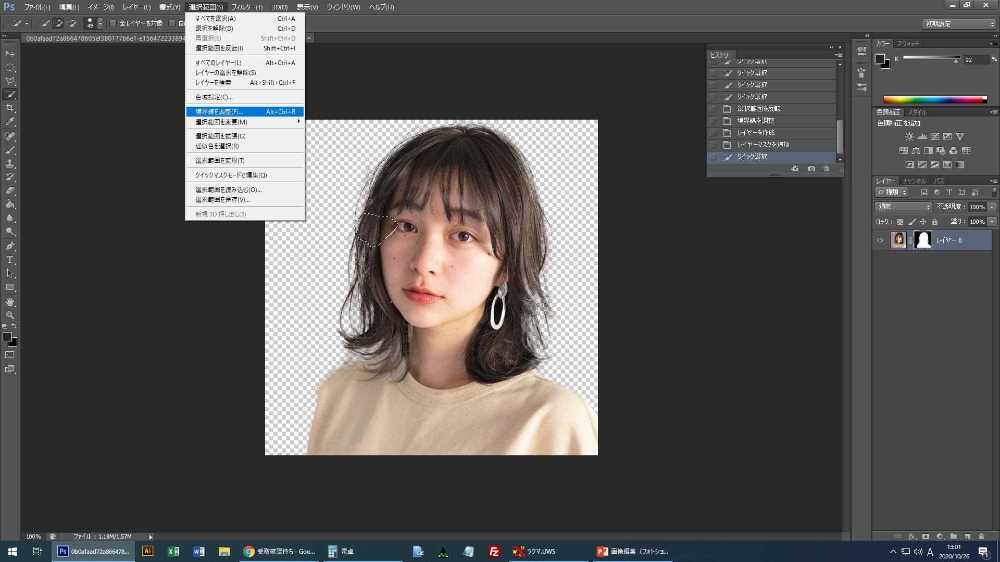 Ps ファイル(F) 編集(E) イメージ(I) レイヤー(L) 書式(Y) 選択範囲(S) フィルター(T) 3D(D) 表示(V) ウィンドウ(W) ヘルプ(H)
49 全レイヤーを対象 自 初期設定
0b0afaad72a866478605ef380177b6e1-e15647223389
すべてを選択(A) Ctrl+A
選択を解除(D) Ctrl+D
再選択(E) Shift+Ctrl+D
選択範囲を反転(I) Shift+Ctrl+I
すべてのレイヤー(L) Alt+Ctrl+A
レイヤーの選択を解除(S)
レイヤーを検索 Alt+Shift+Ctrl+F
色域指定(C)...
境界線を調整(F)... Alt+Ctrl+R
選択範囲を変更(M)
選択範囲を拡張(G)
近似色を選択(R)
選択範囲を変形(T)
クイックマスクモードで編集(Q)
選択範囲を読み込む(O)...
選択範囲を保存(V)...
新規 3D 押し出し(3)
ヒストリー
クイック選択
クイック選択
クイック選択
クイック選択
選択範囲を反転
境界線を調整
レイヤーを作成
レイヤーマスクを追加
クイック選択
カラー スウォッチ
K 92 %
色調補正 スタイル
色調補正を追加
レイヤー チャンネル パス
種類
通常 不透明度 : 100%
ロック : 塗り : 100%
レイヤー 0
100% ファイル : 1.18M/1.57M
Ps 0b0afaad72a866478... Ai 受取確認待ち - Goo... 電卓 ラクマ.UWS 画像編集（フォトショ... A 13:01
2020/10/26
1